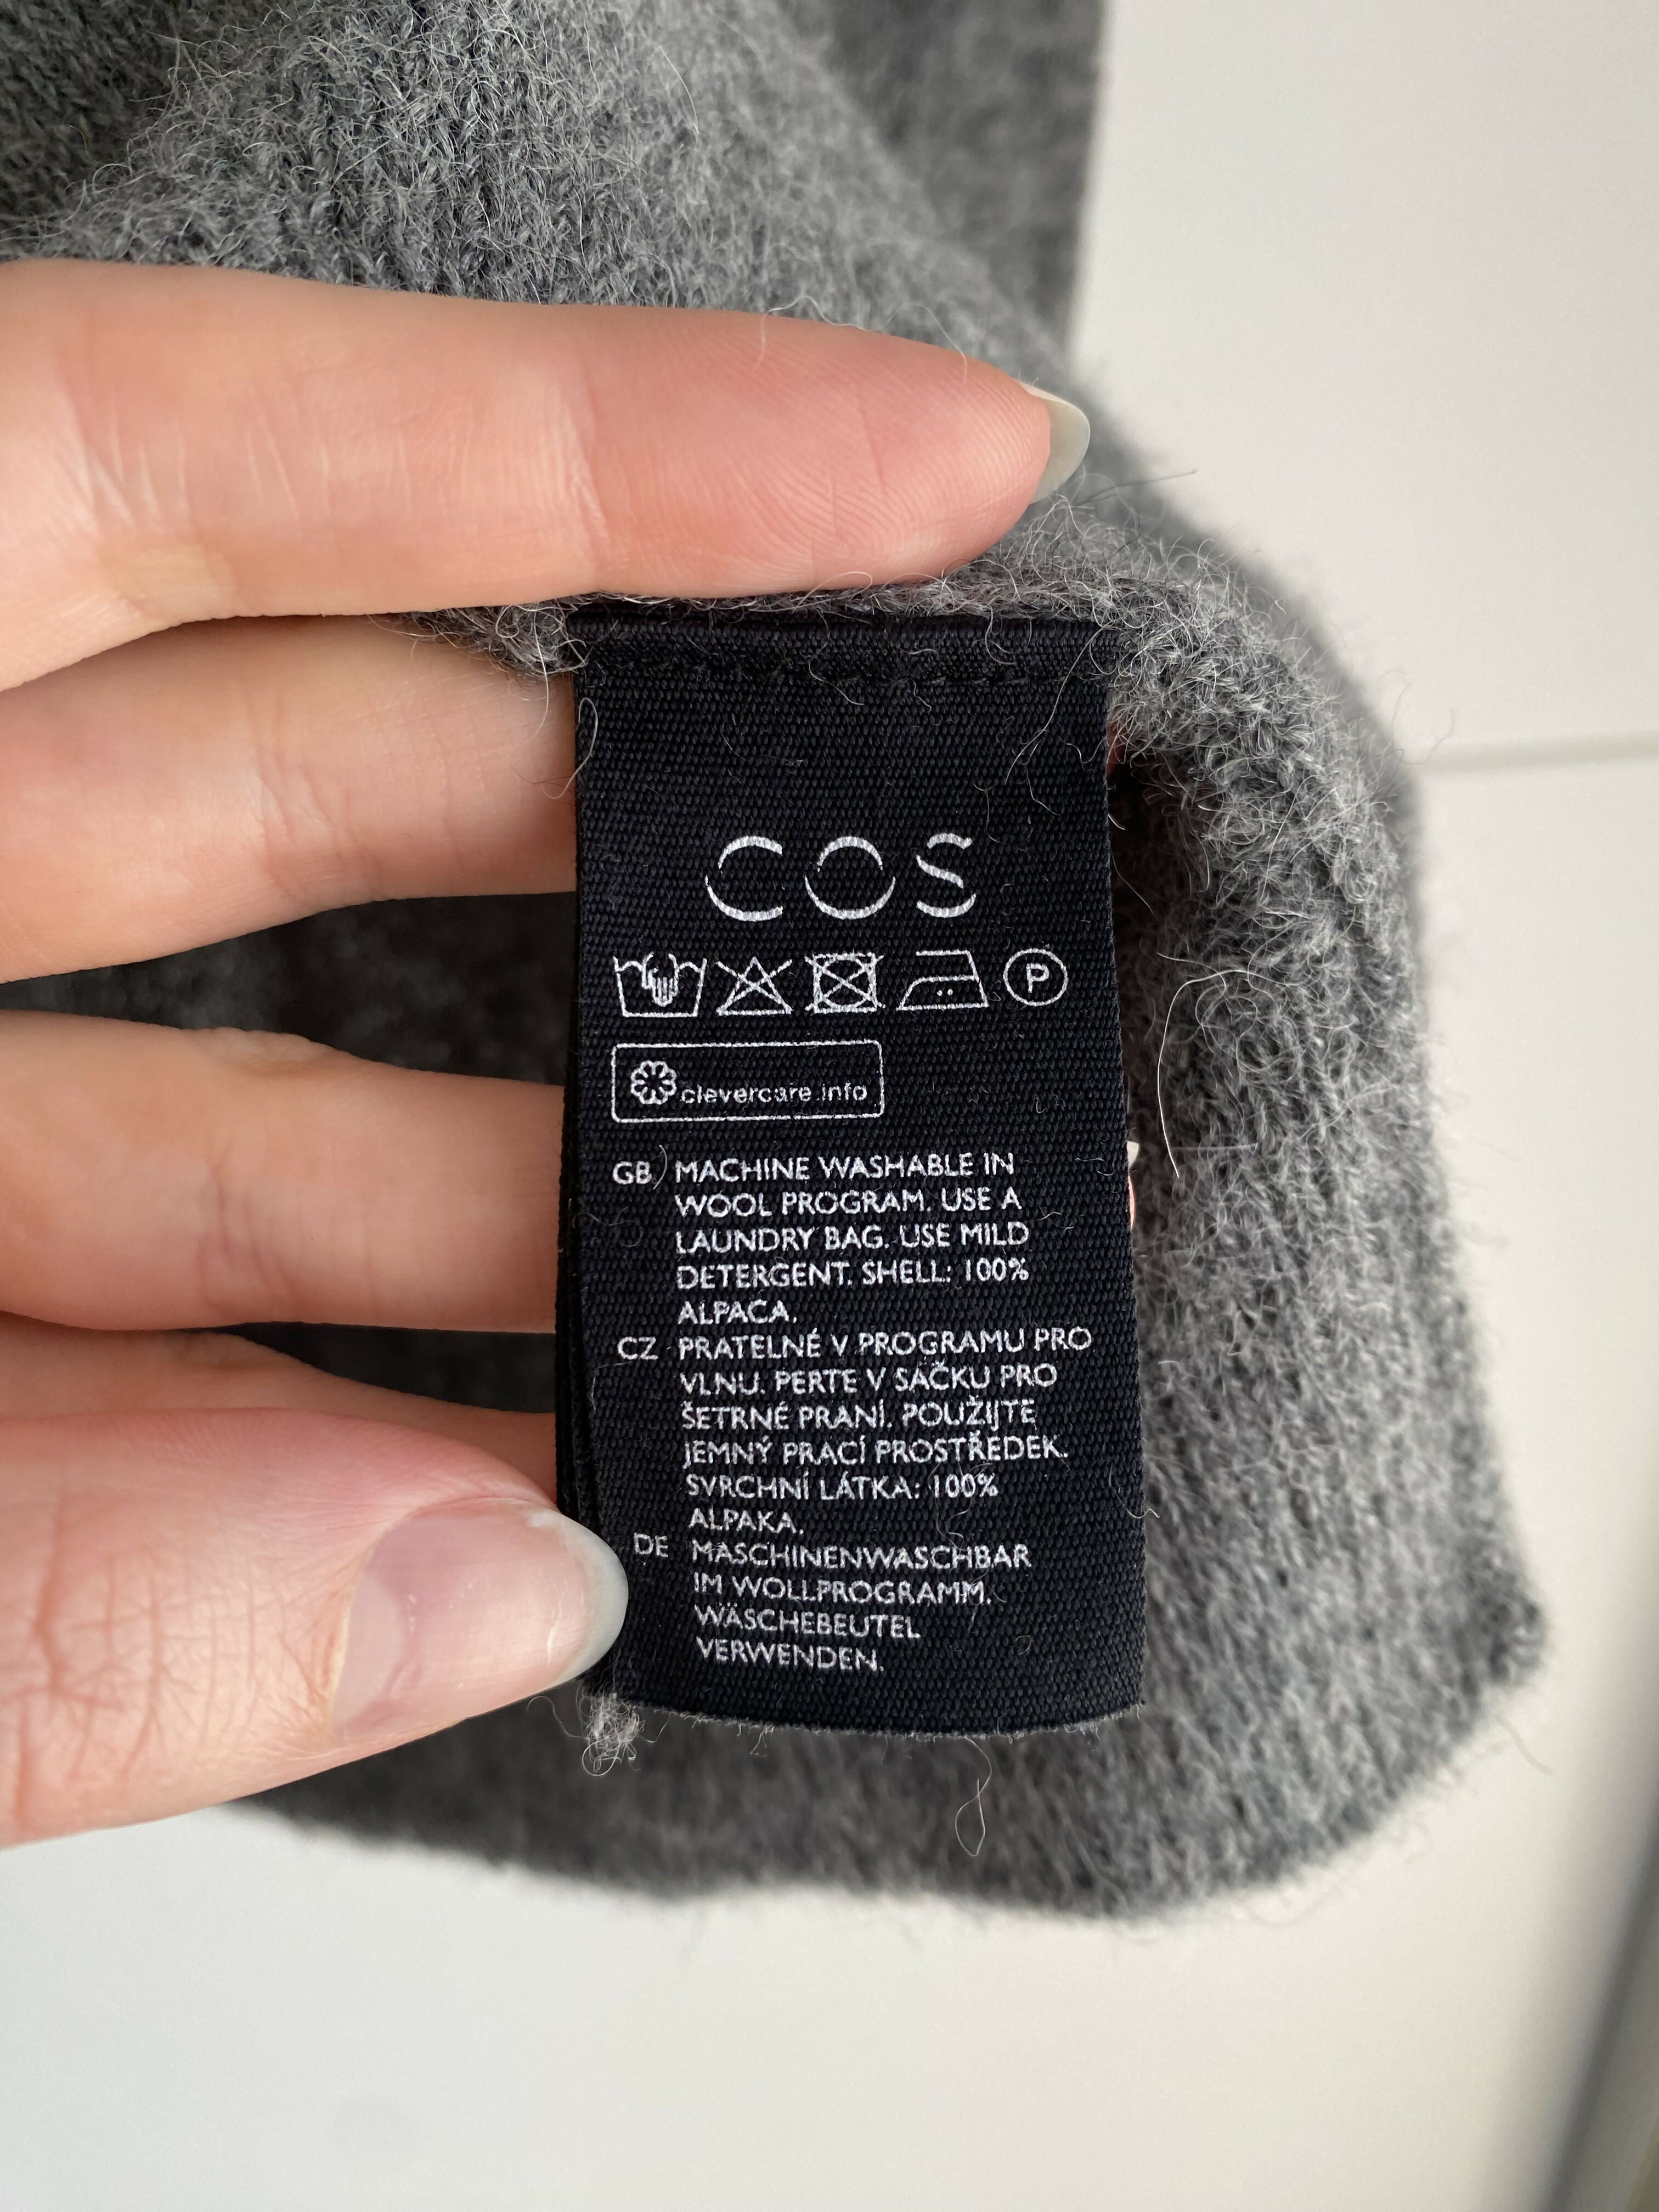 COS
P
clevercare.info
GB) MACHINE WASHABLE IN
WOOL PROGRAM. USE A
LAUNDRY BAG. USE MILD
DETERGENT. SHELL: 100%
ALPACA.
CZ PRATELNÉ V PROGRAMU PRO
VLNU. PERTE V SÁČKU PRO
ŠETRNÉ PRANÍ. POUŽIJTE
JEMNÝ PRACÍ PROSTŘEDEK.
SVRCHNÍ LÁTKA: 100%
ALPAKA.
DE MASCHINENWASCHBAR
IM WOLLPROGRAMM.
WÄSCHEBEUTEL
VERWENDEN.